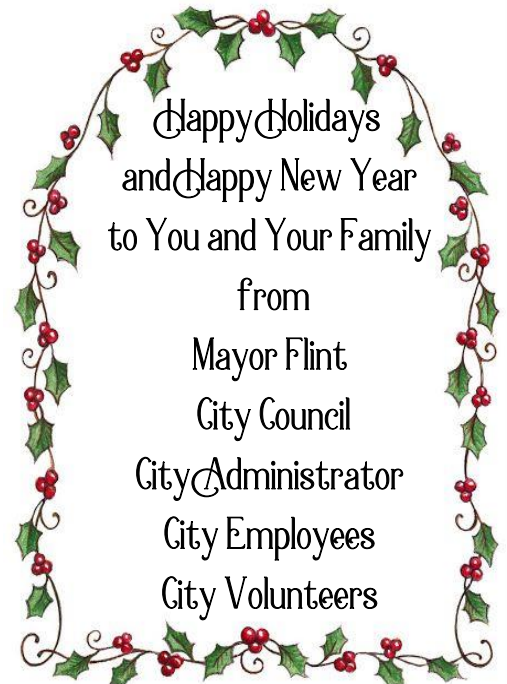 Happy Holidays
and Happy New Year
to You and Your Family
from
Mayor Flint
City Council
City Administrator
City Employees
City Volunteers